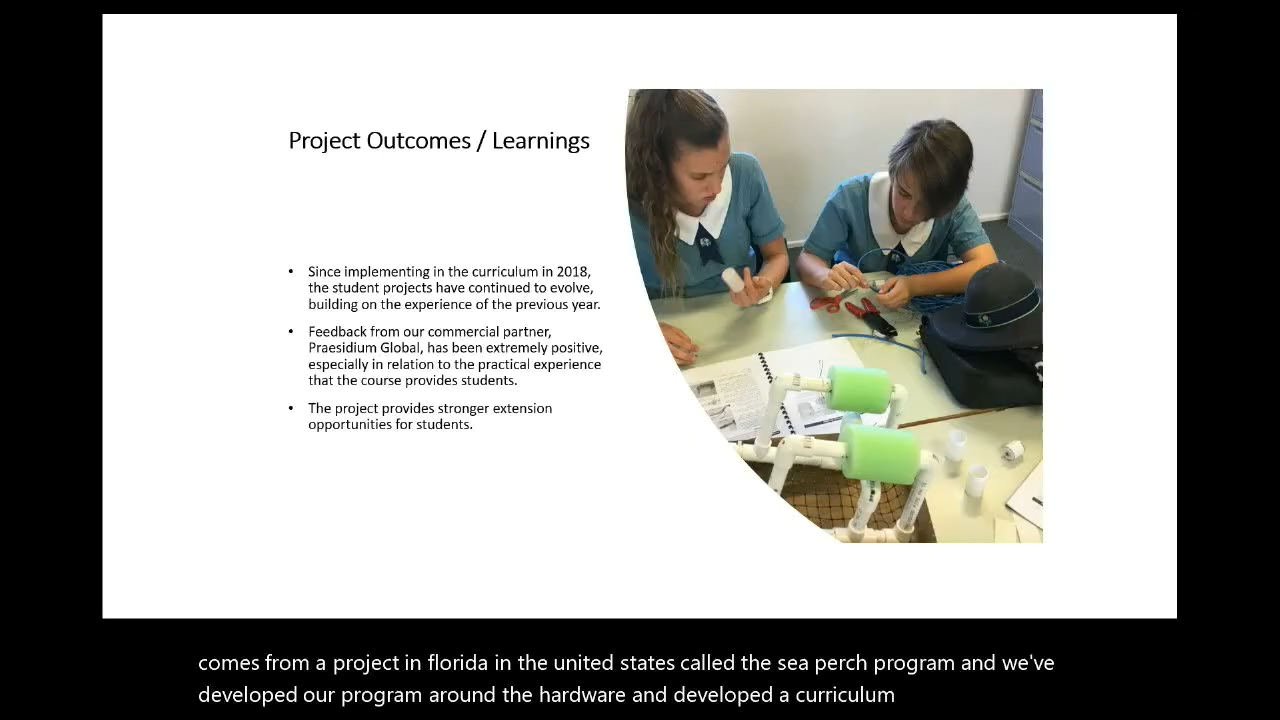 Project Outcomes / Learnings
• Since implementing in the curriculum in 2018,
the student projects have continued to evolve,
building on the experience of the previous year.
• Feedback from our commercial partner,
Praesidium Global, has been extremely positive,
especially in relation to the practical experience
that the course provides students.
• The project provides stronger extension
opportunities for students.
comes from a project in florida in the united states called the sea perch program and we've
developed our program around the hardware and developed a curriculum